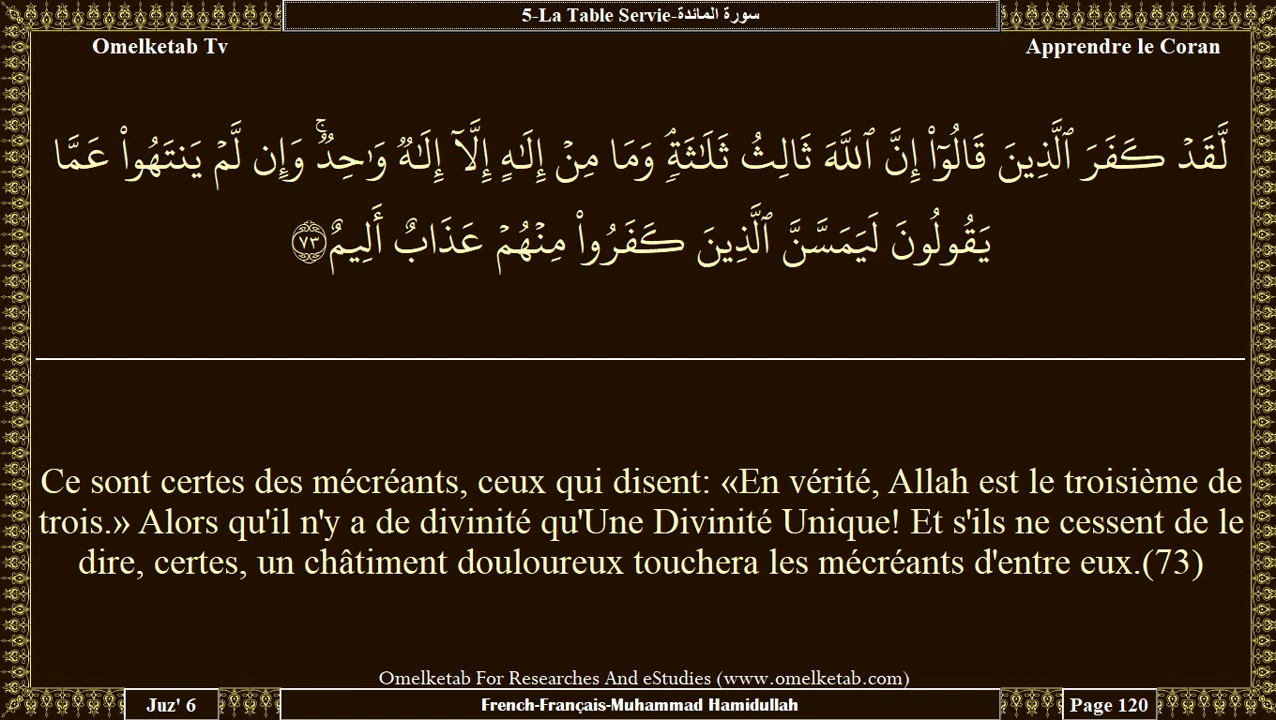 5-La Table Servie-سورة المائدة
Omelketab Tv
Apprendre le Coran
لَّقَدۡ كَفَرَ ٱلَّذِينَ قَالُوٓاْ إِنَّ ٱللَّهَ ثَالِثُ ثَلَٰثَةٖۘ وَمَا مِنۡ إِلَٰهٍ إِلَّآ إِلَٰهٞ وَٰحِدٞۚ وَإِن لَّمۡ يَنتَهُواْ عَمَّا
يَقُولُونَ لَيَمَسَّنَّ ٱلَّذِينَ كَفَرُواْ مِنۡهُمۡ عَذَابٌ أَلِيمٌ ٧٣
Ce sont certes des mécréants, ceux qui disent: «En vérité, Allah est le troisième de
trois.» Alors qu'il n'y a de divinité qu'Une Divinité Unique! Et s'ils ne cessent de le
dire, certes, un châtiment douloureux touchera les mécréants d'entre eux.(73)
Omelketab For Researches And eStudies (www.omelketab.com)
Juz' 6
French-Français-Muhammad Hamidullah
Page 120